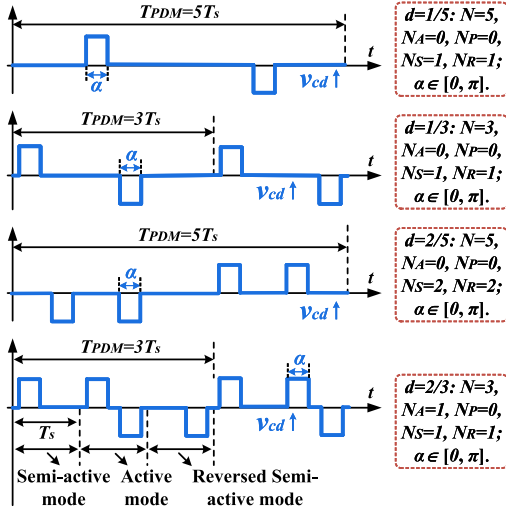 TPDM=5Ts
t
α
vcd ↑
d=1/5: N=5,
NA=0, NP=0,
NS=1, NR=1;
α∈[0, π].
TPDM=3Ts
t
α
vcd ↑
d=1/3: N=3,
NA=0, NP=0,
NS=1, NR=1;
α∈[0, π].
TPDM=5Ts
t
α
vcd ↑
d=2/5: N=5,
NA=0, NP=0,
NS=2, NR=2;
α∈[0, π].
TPDM=3Ts
α
t
vcd ↑
Ts
Semi-active mode
Active mode
Reversed Semi-active mode
d=2/3: N=3,
NA=1, NP=0,
NS=1, NR=1;
α∈[0, π].